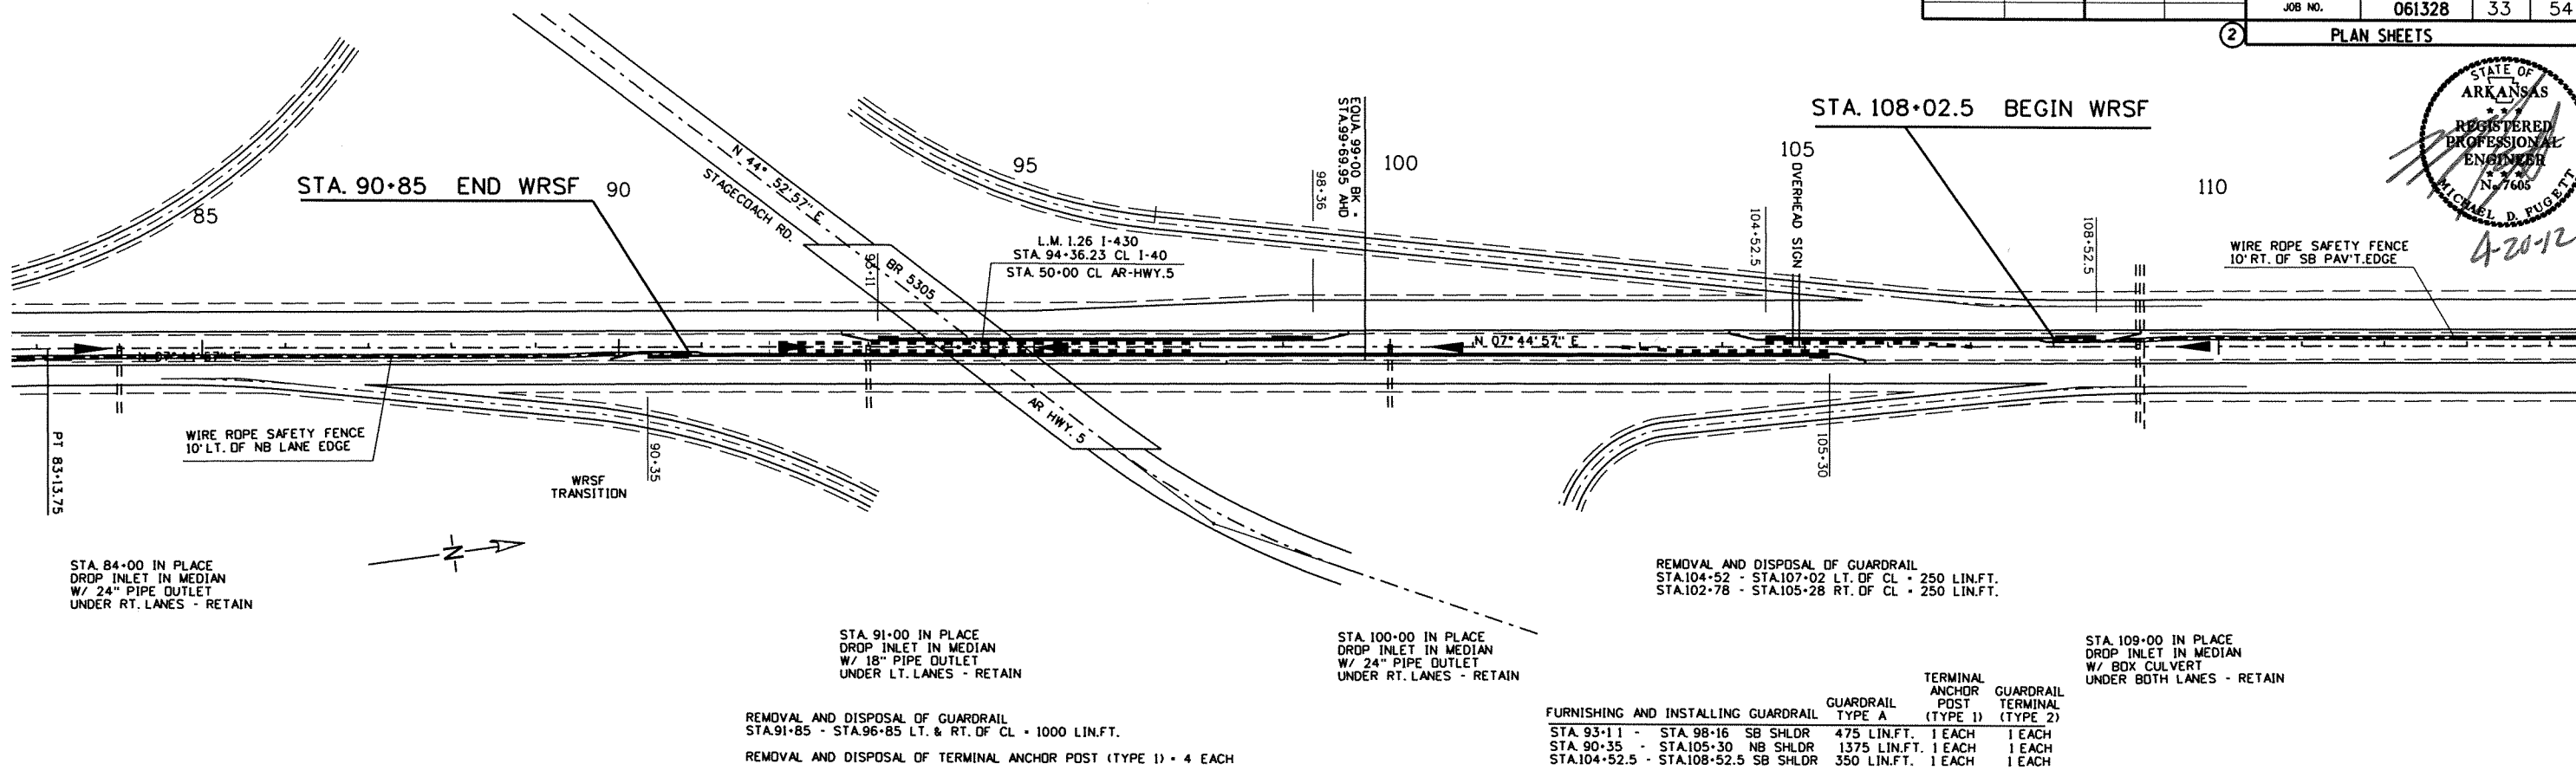 JOB NO. 061328 33 54
2 PLAN SHEETS
STATE OF
ARKANSAS
REGISTERED
PROFESSIONAL
ENGINEER
No. 7605
MICHAEL D. FUGETT
4-20-12
STA. 108+02.5 BEGIN WRSF
STA. 90+85 END WRSF
85
90
95
100
105
110
N 44° 52'57" E
STAGECOACH RD.
BR 5305
AR HWY. 5
93+11
L.M. 1.26 I-430
STA. 94+36.23 CL I-40
STA. 50+00 CL AR-HWY.5
98+36
EQUA. 99+00 BK =
STA.99+69.95 AHD
104+52.5
OVERHEAD SIGN
108+52.5
WIRE ROPE SAFETY FENCE
10' RT. OF SB PAV'T.EDGE
N 07°44'57" E
N 07°44'57" E
PT 83+13.75
WIRE ROPE SAFETY FENCE
10' LT. OF NB LANE EDGE
WRSF
TRANSITION
90+35
105+30
N
STA. 84+00 IN PLACE
DROP INLET IN MEDIAN
W/ 24" PIPE OUTLET
UNDER RT. LANES - RETAIN
STA. 91+00 IN PLACE
DROP INLET IN MEDIAN
W/ 18" PIPE OUTLET
UNDER LT. LANES - RETAIN
STA. 100+00 IN PLACE
DROP INLET IN MEDIAN
W/ 24" PIPE OUTLET
UNDER RT. LANES - RETAIN
REMOVAL AND DISPOSAL OF GUARDRAIL
STA.104+52 - STA.107+02 LT. OF CL = 250 LIN.FT.
STA.102+78 - STA.105+28 RT. OF CL = 250 LIN.FT.
STA. 109+00 IN PLACE
DROP INLET IN MEDIAN
W/ BOX CULVERT
UNDER BOTH LANES - RETAIN
REMOVAL AND DISPOSAL OF GUARDRAIL
STA.91+85 - STA.96+85 LT. & RT. OF CL = 1000 LIN.FT.
REMOVAL AND DISPOSAL OF TERMINAL ANCHOR POST (TYPE 1) = 4 EACH
FURNISHING AND INSTALLING GUARDRAIL GUARDRAIL TYPE A TERMINAL ANCHOR POST (TYPE 1) GUARDRAIL TERMINAL (TYPE 2)
STA. 93+11 - STA. 98+16 SB SHLDR 475 LIN.FT. 1 EACH 1 EACH
STA. 90+35 - STA.105+30 NB SHLDR 1375 LIN.FT. 1 EACH 1 EACH
STA.104+52.5 - STA.108+52.5 SB SHLDR 350 LIN.FT. 1 EACH 1 EACH